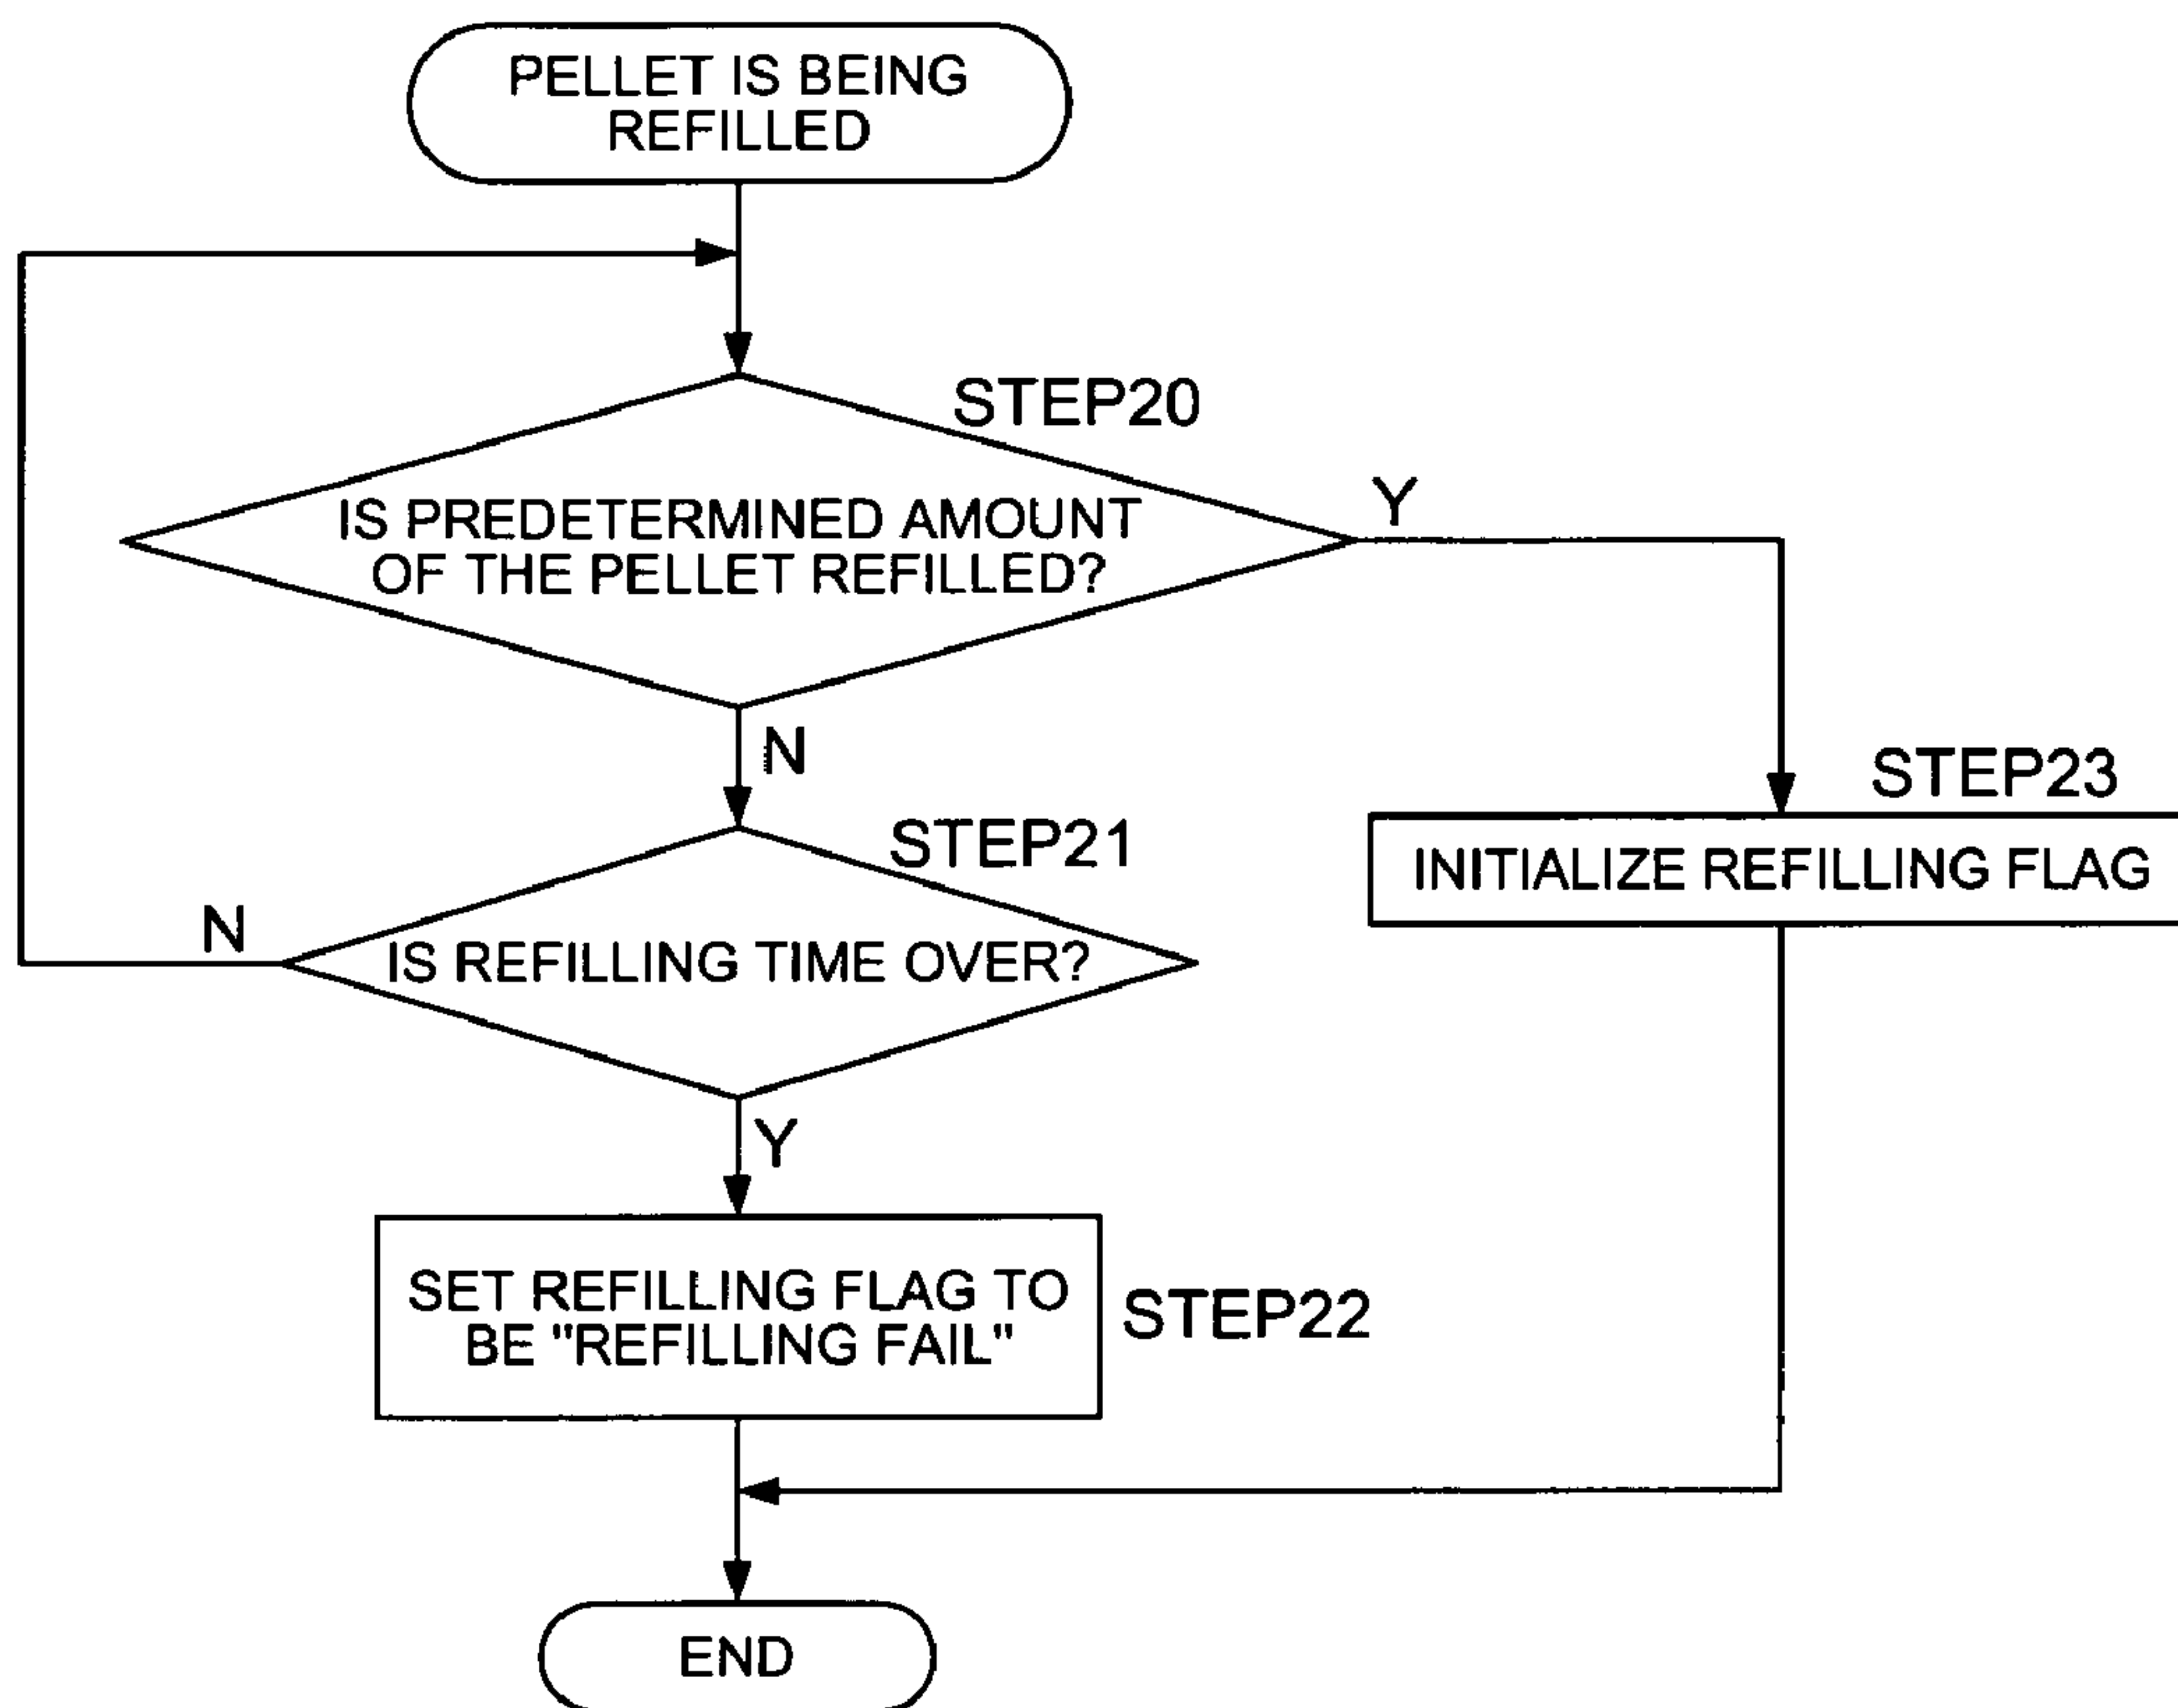 PELLET IS BEING
REFILLED
STEP20
IS PREDETERMINED AMOUNT
OF THE PELLET REFILLED?
Y
N
STEP23
INITIALIZE REFILLING FLAG
STEP21
N
IS REFILLING TIME OVER?
Y
SET REFILLING FLAG TO
BE "REFILLING FAIL"
STEP22
END